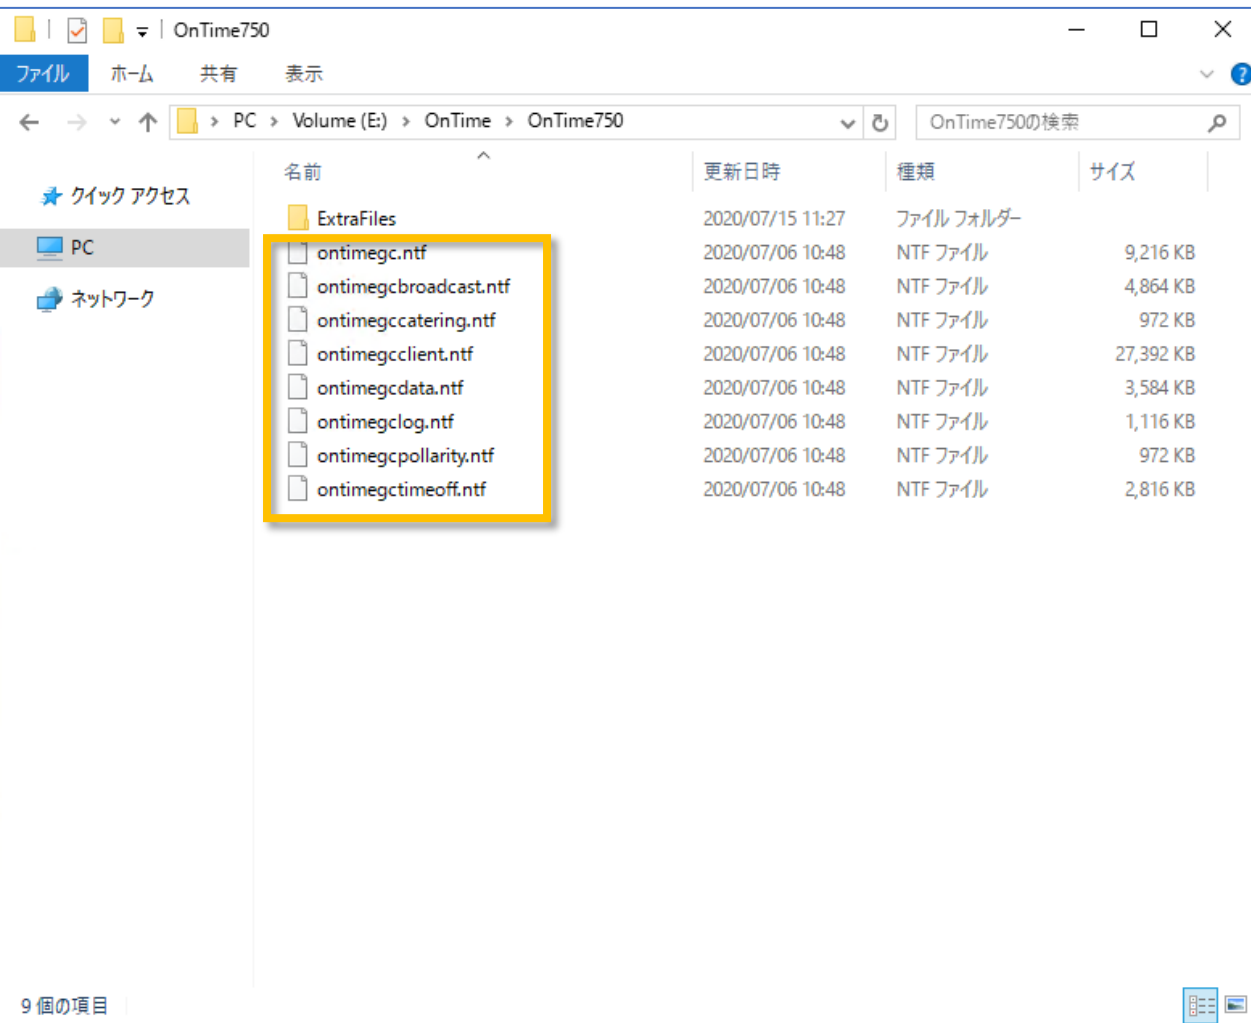 OnTime750
ファイル ホーム 共有 表示
PC > Volume (E:) > OnTime > OnTime750 OnTime750の検索
名前 更新日時 種類 サイズ
クイック アクセス
PC
ネットワーク
ExtraFiles 2020/07/15 11:27 ファイル フォルダー
ontimegc.ntf 2020/07/06 10:48 NTF ファイル 9,216 KB
ontimegcbroadcast.ntf 2020/07/06 10:48 NTF ファイル 4,864 KB
ontimegccatering.ntf 2020/07/06 10:48 NTF ファイル 972 KB
ontimegcclient.ntf 2020/07/06 10:48 NTF ファイル 27,392 KB
ontimegcdata.ntf 2020/07/06 10:48 NTF ファイル 3,584 KB
ontimegclog.ntf 2020/07/06 10:48 NTF ファイル 1,116 KB
ontimegcpollarity.ntf 2020/07/06 10:48 NTF ファイル 972 KB
ontimegctimeoff.ntf 2020/07/06 10:48 NTF ファイル 2,816 KB
9 個の項目